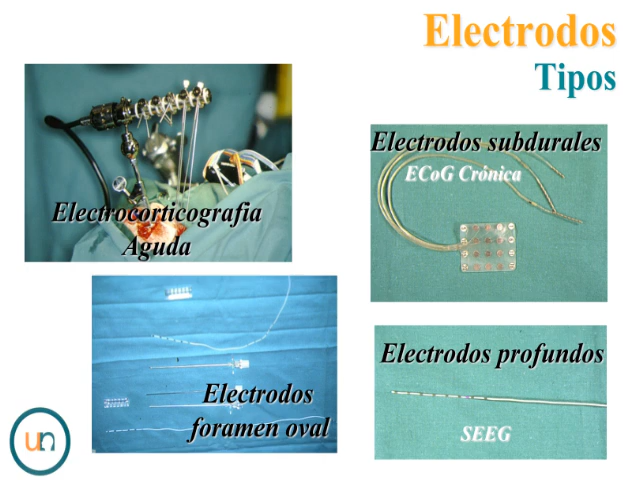 Electrodos
Tipos
Electrocorticografia
Aguda
Electrodos subdurales
ECoG Crónica
Electrodos
foramen oval
Electrodos profundos
SEEG
un